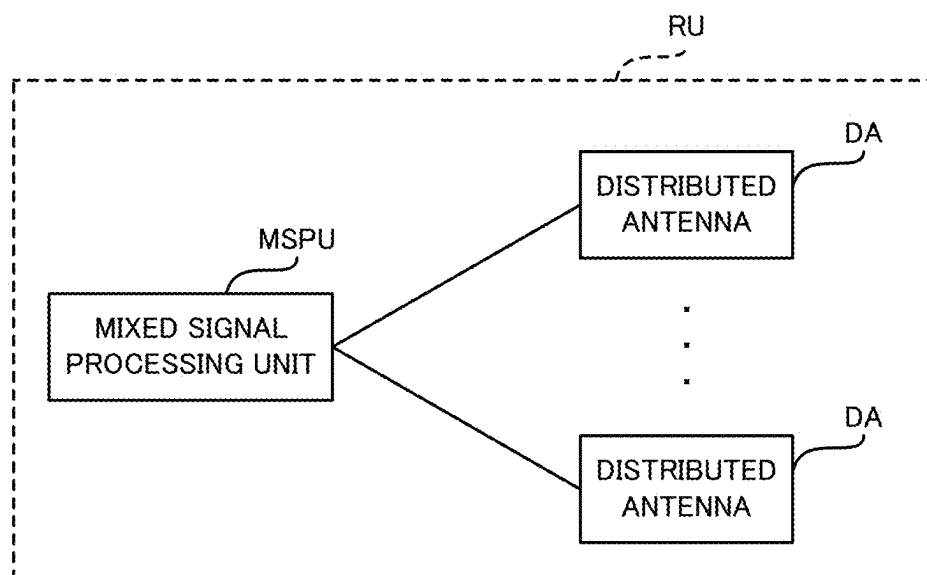 RU
DA
DISTRIBUTED
ANTENNA
MSPU
MIXED SIGNAL
PROCESSING UNIT
DA
DISTRIBUTED
ANTENNA